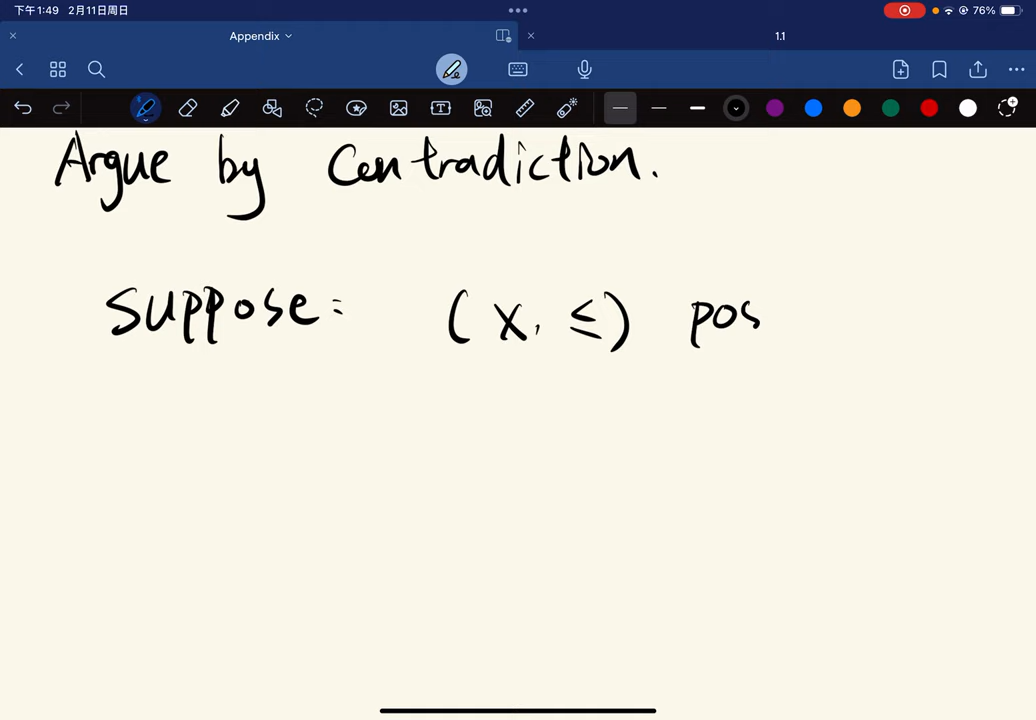 下午1:49 2月11日周日 76%
Appendix 1.1
Argue by Contradiction.
Suppose: (X, ≤) pos